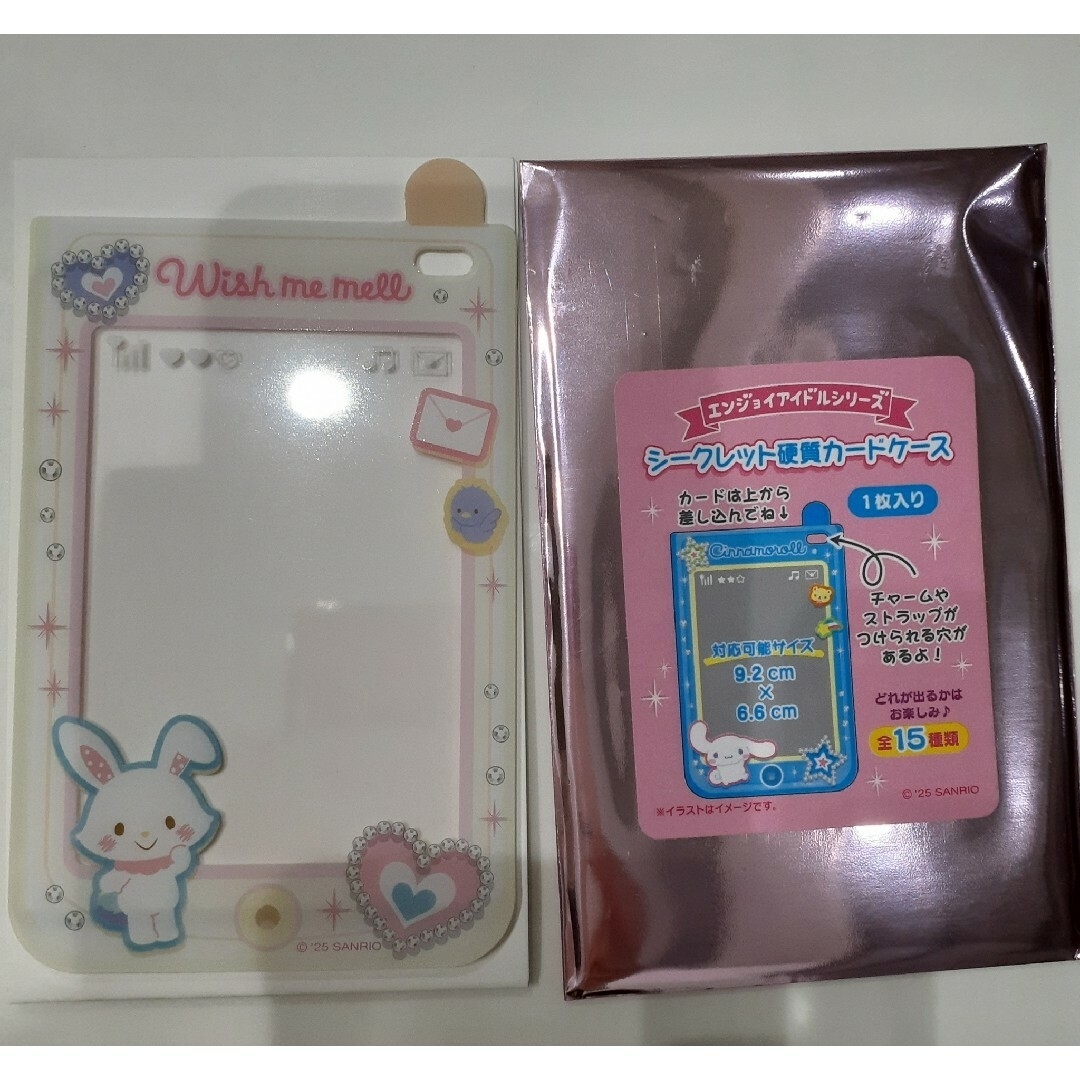 Wish me mell
© '25 SANRIO
エンジョイアイドルシリーズ
シークレット硬質カードケース
カードは上から
差し込んでね↓
1枚入り
Cinnamoroll
対応可能サイズ
9.2cm
×
6.6cm
チャームや
ストラップが
つけられる穴が
あるよ!
どれが出るかは
お楽しみ♪
全15種類
© '25 SANRIO
※イラストはイメージです。